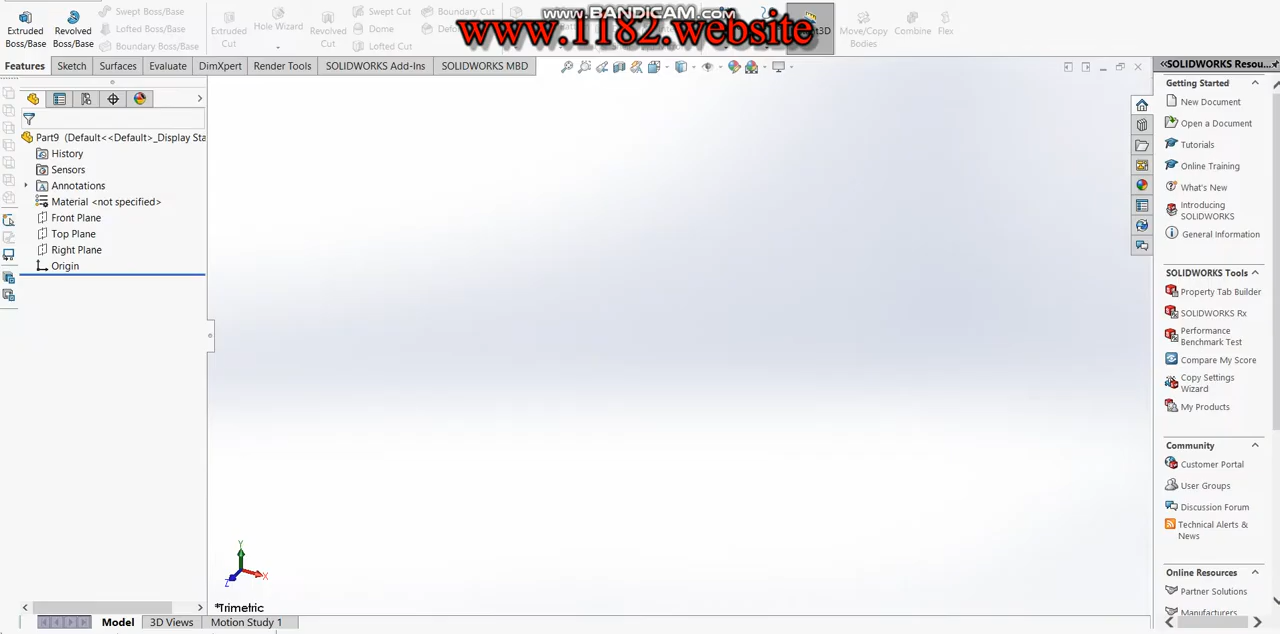 www.BANDICAM.com
www.1182.website
Extruded Boss/Base
Revolved Boss/Base
Swept Boss/Base
Lofted Boss/Base
Boundary Boss/Base
Extruded Cut
Hole Wizard
Revolved Cut
Swept Cut
Dome
Lofted Cut
Boundary Cut
Move/Copy Bodies
Combine
Flex
Features
Sketch
Surfaces
Evaluate
DimXpert
Render Tools
SOLIDWORKS Add-Ins
SOLIDWORKS MBD
Part9 (Default<<Default>_Display Sta
History
Sensors
Annotations
Material <not specified>
Front Plane
Top Plane
Right Plane
Origin
Y
X
Z
*Trimetric
Model
3D Views
Motion Study 1
SOLIDWORKS Resou...
Getting Started
New Document
Open a Document
Tutorials
Online Training
What's New
Introducing
SOLIDWORKS
General Information
SOLIDWORKS Tools
Property Tab Builder
SOLIDWORKS Rx
Performance
Benchmark Test
Compare My Score
Copy Settings
Wizard
My Products
Community
Customer Portal
User Groups
Discussion Forum
Technical Alerts &
News
Online Resources
Partner Solutions
Manufacturers